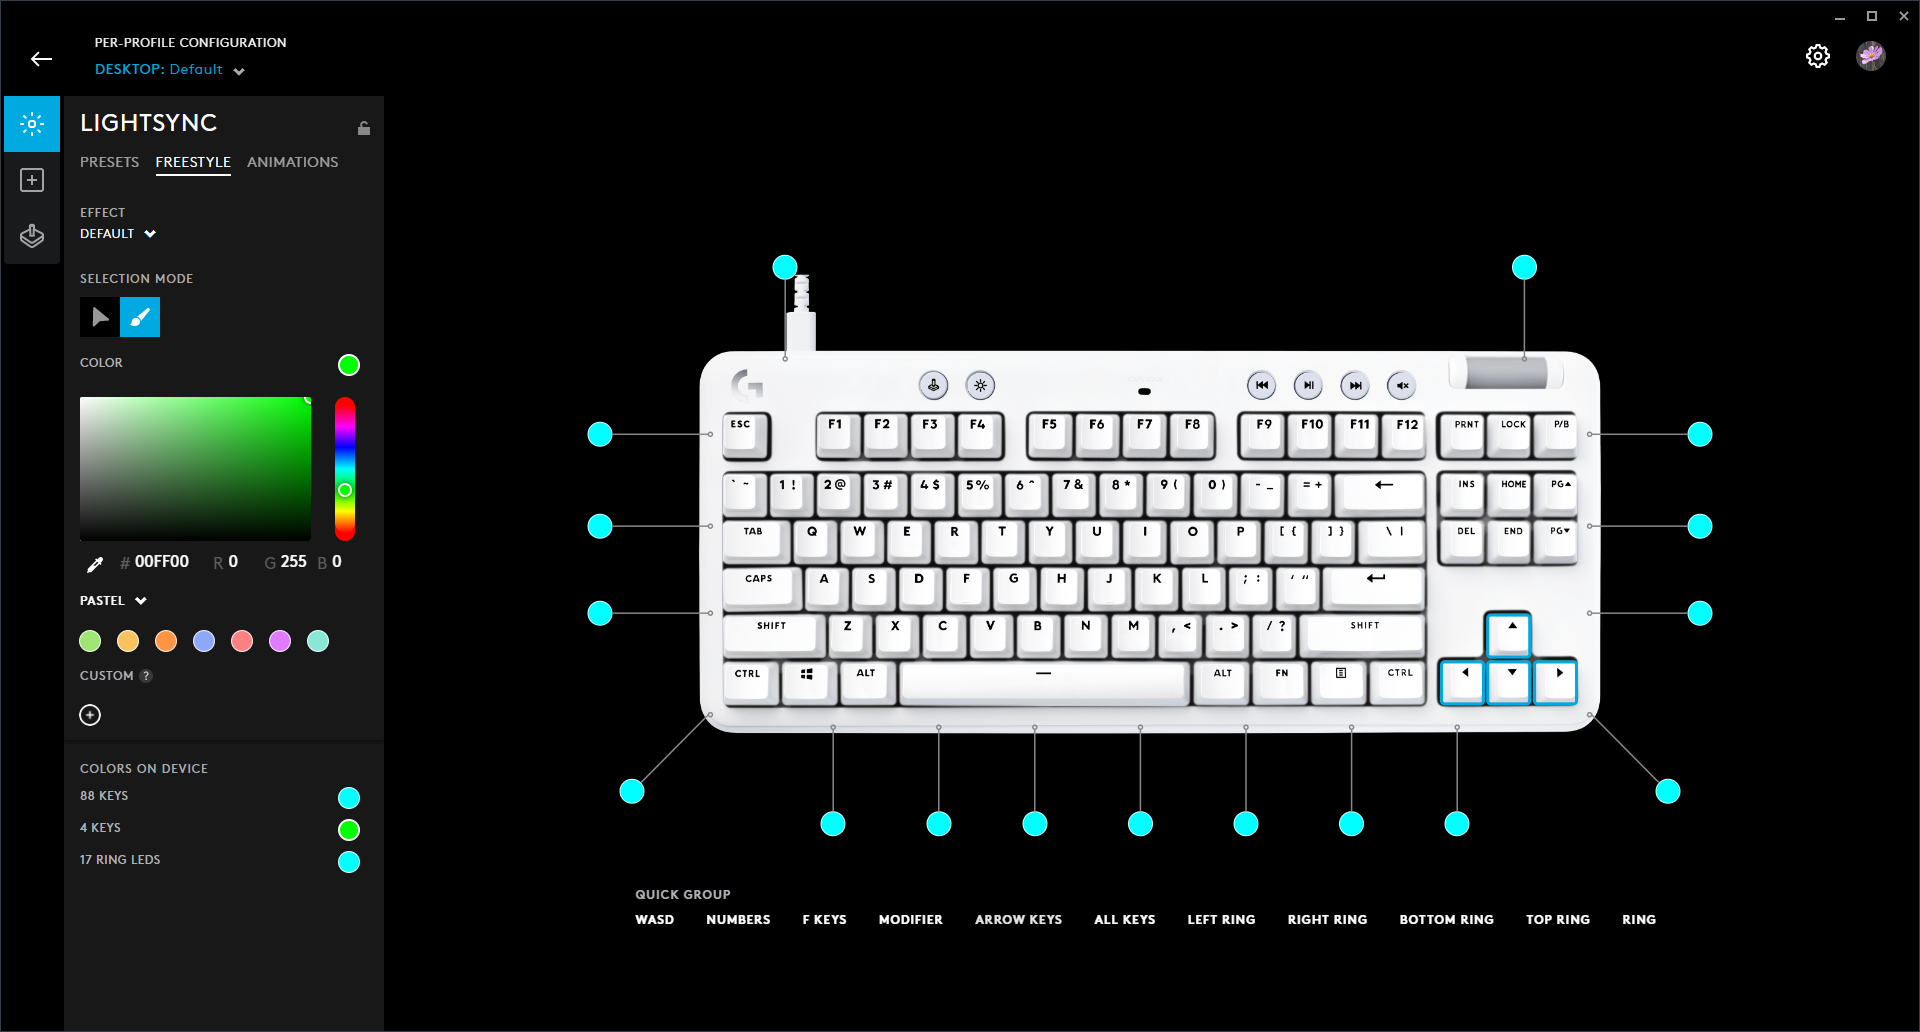 PER-PROFILE CONFIGURATION
DESKTOP: Default
LIGHTSYNC
PRESETS FREESTYLE ANIMATIONS
EFFECT
DEFAULT
SELECTION MODE
COLOR
# 00FF00 R 0 G 255 B 0
PASTEL
CUSTOM ?
COLORS ON DEVICE
88 KEYS
4 KEYS
17 RING LEDS
ESC F1 F2 F3 F4 F5 F6 F7 F8 F9 F10 F11 F12 PRNT LOCK P/B
` ~ 1 ! 2 @ 3 # 4 $ 5 % 6 ^ 7 & 8 * 9 ( 0 ) - _ = + ← INS HOME PG▲
TAB Q W E R T Y U I O P [ { ] } \ | DEL END PG▼
CAPS A S D F G H J K L ; : ‘ “
SHIFT Z X C V B N M , < . > / ? SHIFT ▲
CTRL ALT ALT FN CTRL ◀ ▼ ▶
QUICK GROUP
WASD NUMBERS F KEYS MODIFIER ARROW KEYS ALL KEYS LEFT RING RIGHT RING BOTTOM RING TOP RING RING